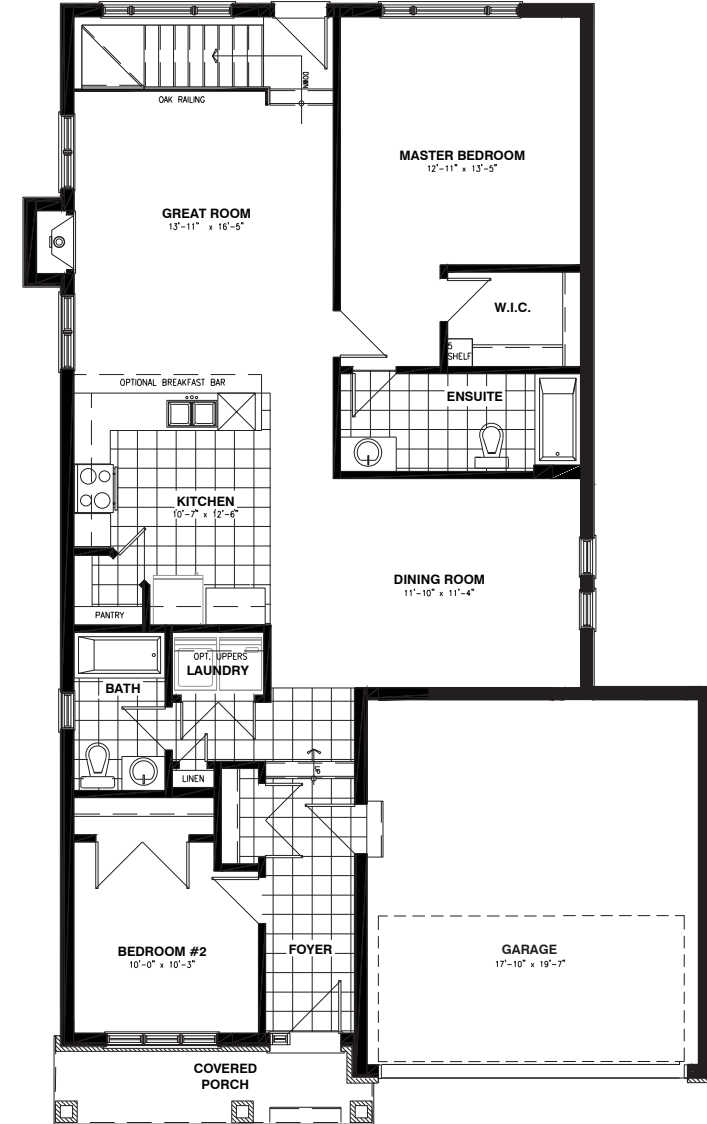 DOWN
OAK RAILING
MASTER BEDROOM
12'-11" x 13'-5"
GREAT ROOM
13'-11" x 16'-5"
W.I.C.
5
SHELF
OPTIONAL BREAKFAST BAR
ENSUITE
KITCHEN
10'-7" x 12'-6"
DINING ROOM
11'-10" x 11'-4"
PANTRY
OPT. UPPERS
LAUNDRY
BATH
UP
LINEN
BEDROOM #2
10'-0" x 10'-3"
FOYER
GARAGE
17'-10" x 19'-7"
COVERED
PORCH